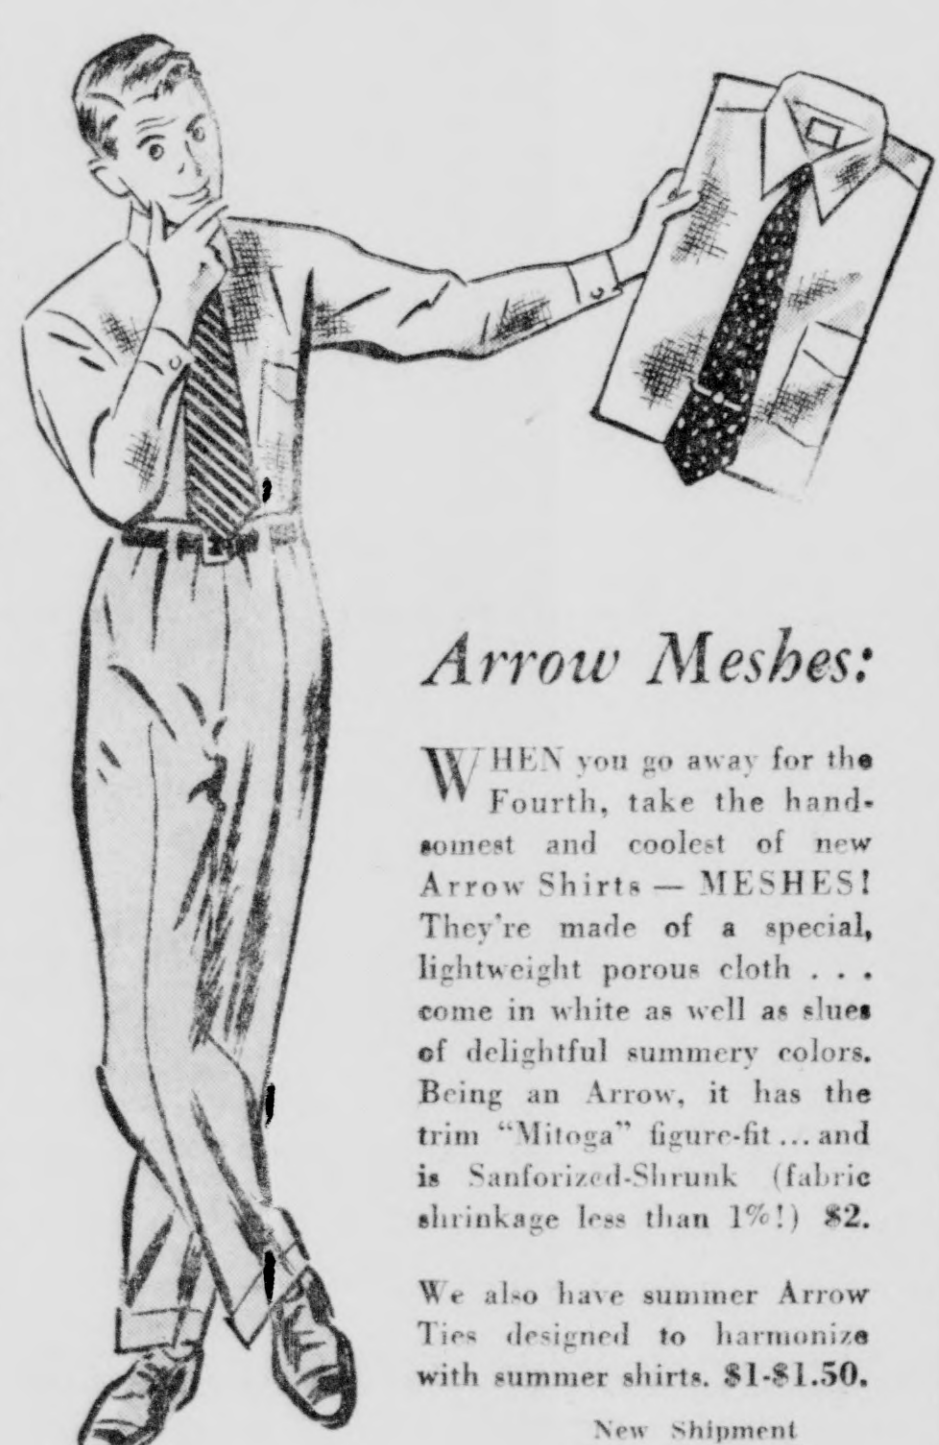 Arrow Meshes:
WHEN you go away for the
Fourth, take the hand-
somest and coolest of new
Arrow Shirts — MESHES!
They're made of a special,
lightweight porous cloth . . .
come in white as well as slues
of delightful summery colors.
Being an Arrow, it has the
trim “Mitoga” figure-fit ... and
is Sanforized-Shrunk (fabric
shrinkage less than 1%!) $2.
We also have summer Arrow
Ties designed to harmonize
with summer shirts. $1-$1.50.
New Shipment